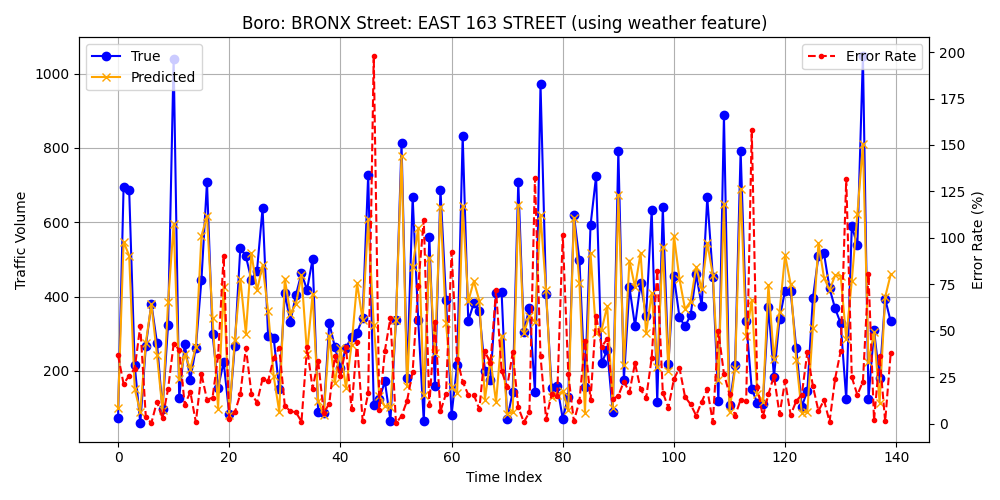 Boro: BRONX Street: EAST 163 STREET (using weather feature)
True
Predicted
Error Rate
Traffic Volume
1000
800
600
400
200
200
175
150
125
100
75
50
25
0
Error Rate (%)
0 20 40 60 80 100 120 140
Time Index